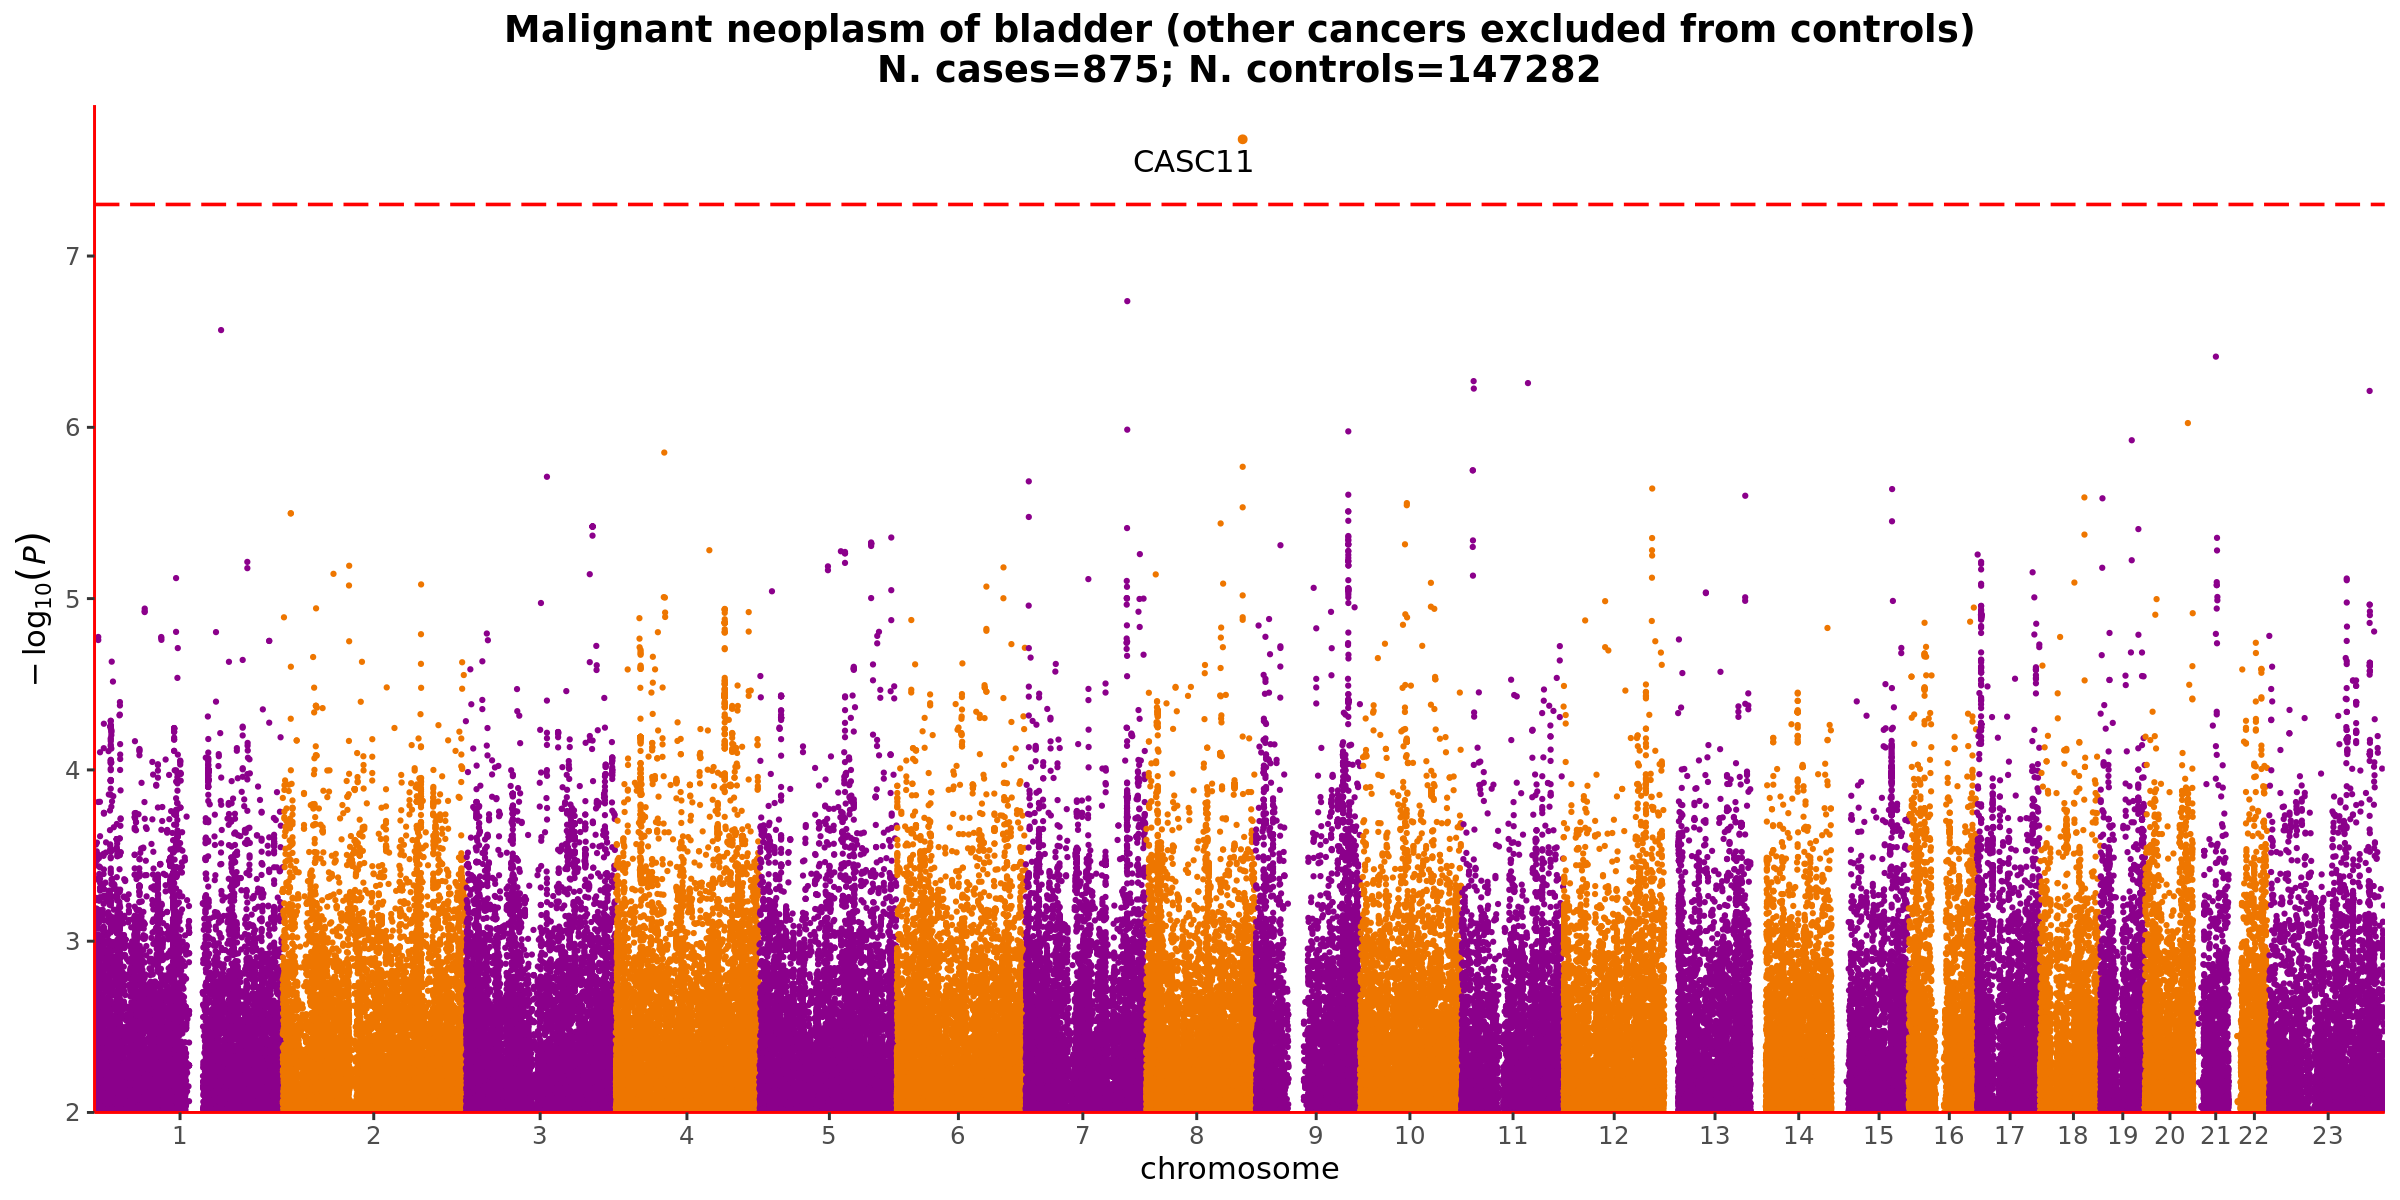 Malignant neoplasm of bladder (other cancers excluded from controls)
N. cases=875; N. controls=147282
CASC11
7
6
5
4
3
2
−log₁₀(P)
1 2 3 4 5 6 7 8 9 10 11 12 13 14 15 16 17 18 19 20 21 22 23
chromosome